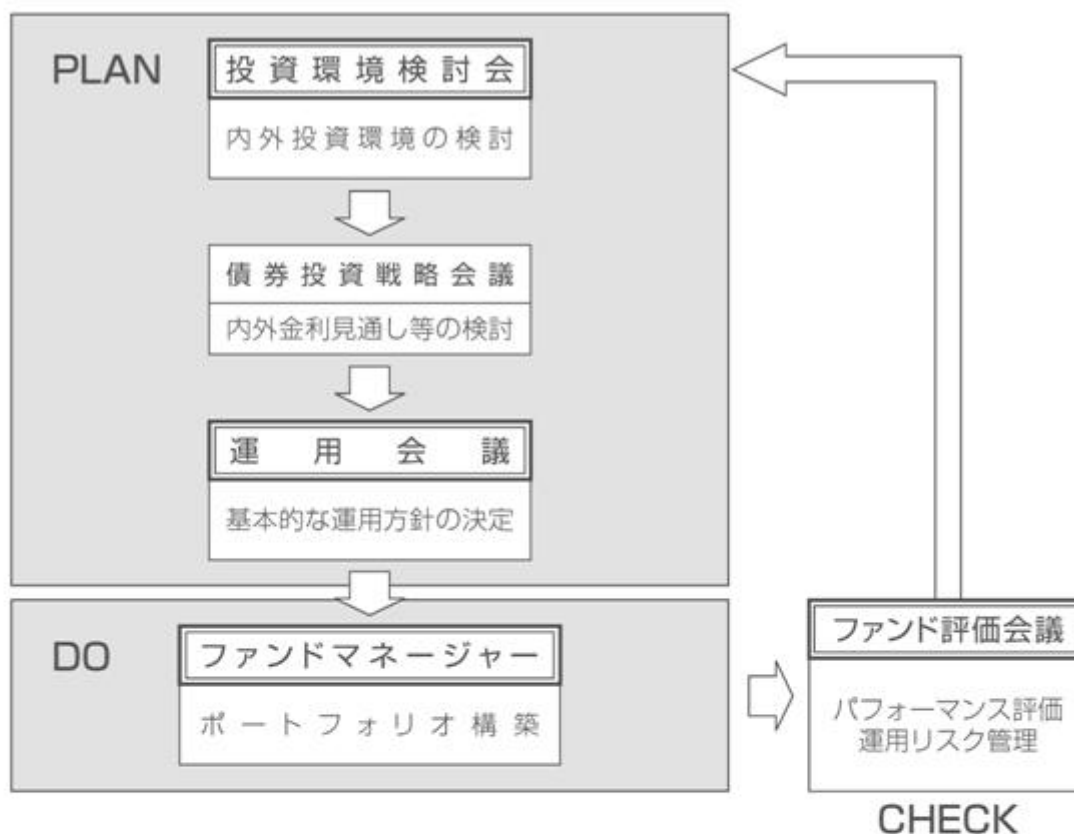 PLAN
投資環境検討会
内外投資環境の検討
債券投資戦略会議
内外金利見通し等の検討
運用会議
基本的な運用方針の決定
DO
ファンドマネージャー
ポートフォリオ構築
ファンド評価会議
パフォーマンス評価
運用リスク管理
CHECK